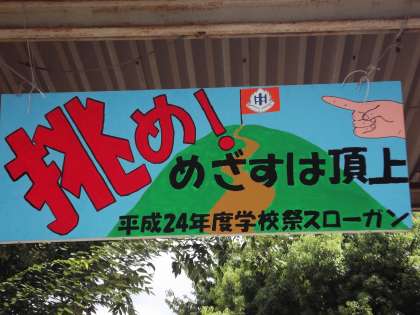 挑め!
中
めざすは頂上
平成24年度学校祭スローガン